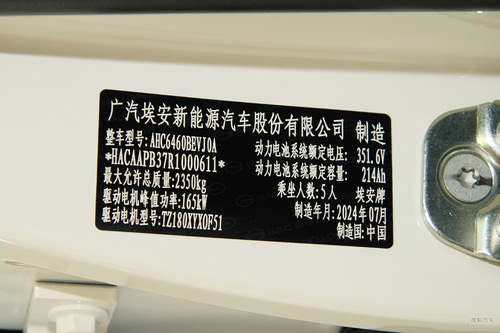 广汽埃安新能源汽车股份有限公司 制造
整车型号: AHC6460BEVJ0A 动力电池系统额定电压: 351.6V
*HACAAPB37R1000611* 动力电池系统额定容量: 214Ah
最大允许总质量: 2350kg 乘坐人数: 5人 埃安牌
驱动电机峰值功率: 165kW 制造年月: 2024年07月
驱动电机型号: TZ180XYXOF51 制造国: 中国